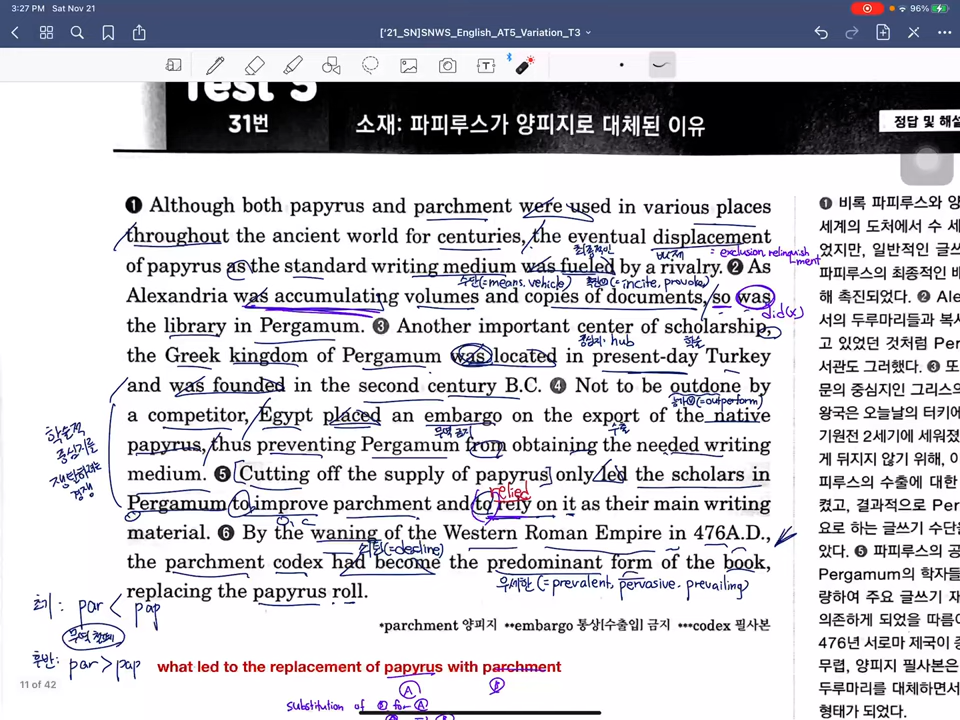 3:27 PM Sat Nov 21
96%
['21_SN]SNWS_English_AT5_Variation_T3
Test 5
31번
소재: 파피루스가 양피지로 대체된 이유
정답 및 해설
❶ Although both papyrus and parchment were used in various places
throughout the ancient world for centuries, the eventual displacement
최종적인
배제
= exclusion, relinquishment
of papyrus as the standard writing medium was fueled by a rivalry. ❷ As
수단(=means, vehicle)
(=incite, provoke)
Alexandria was accumulating volumes and copies of documents, so was
did(x)
the library in Pergamum. ❸ Another important center of scholarship,
중심지. hub
학술
the Greek kingdom of Pergamum was located in present-day Turkey
and was founded in the second century B.C. ❹ Not to be outdone by
(=outperform)
a competitor, Egypt placed an embargo on the export of the native
무역 금지
수출
papyrus, thus preventing Pergamum from obtaining the needed writing
medium. ❺ [Cutting off the supply of papyrus] only led the scholars in
relied
Pergamum to improve parchment and to rely on it as their main writing
O.C
material. ❻ By the waning of the Western Roman Empire in 476A.D.,
쇠퇴(=decline)
the parchment codex had become the predominant form of the book,
우세한 (=prevalent, pervasive. prevailing)
replacing the papyrus roll.
학술적
중심지를
경쟁
*parchment 양피지 **embargo 통상[수출입] 금지 ***codex 필사본
par < pap
후반: par > pap
what led to the replacement of papyrus with parchment
A
B
substitution of B for A
11 of 42
❶ 비록 파피루스와 양
세계의 도처에서 수 세
었지만, 일반적인 글쓰
파피루스의 최종적인 배
해 촉진되었다. ❷ Alex
서의 두루마리들과 복사
고 있었던 것처럼 Perg
서관도 그러했다. ❸ 또
문의 중심지인 그리스의
왕국은 오늘날의 터키에
기원전 2세기에 세워졌
게 뒤지지 않기 위해, 이
피루스의 수출에 대한
켰고, 결과적으로 Perg
요로 하는 글쓰기 수단을
았다. ❺ 파피루스의 공
Pergamum의 학자들
량하여 주요 글쓰기 재
의존하게 되었을 따름이
476년 서로마 제국이 종
무렵, 양피지 필사본은
두루마리를 대체하면서
형태가 되었다.